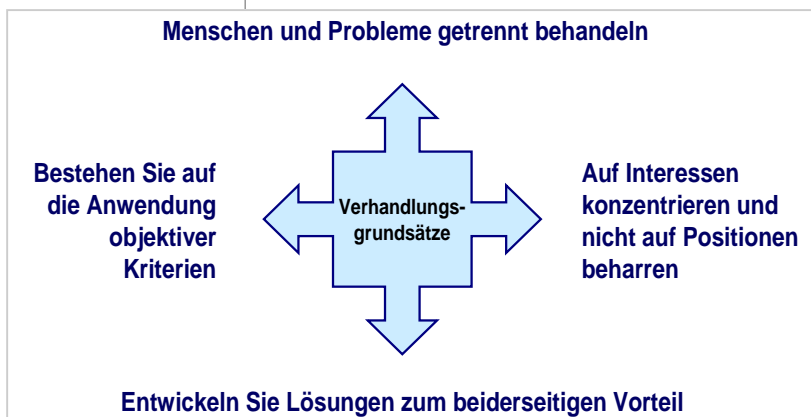 Menschen und Probleme getrennt behandeln
Bestehen Sie auf
die Anwendung
objektiver
Kriterien
Verhandlungs-
grundsätze
Auf Interessen
konzentrieren und
nicht auf Positionen
beharren
Entwickeln Sie Lösungen zum beiderseitigen Vorteil